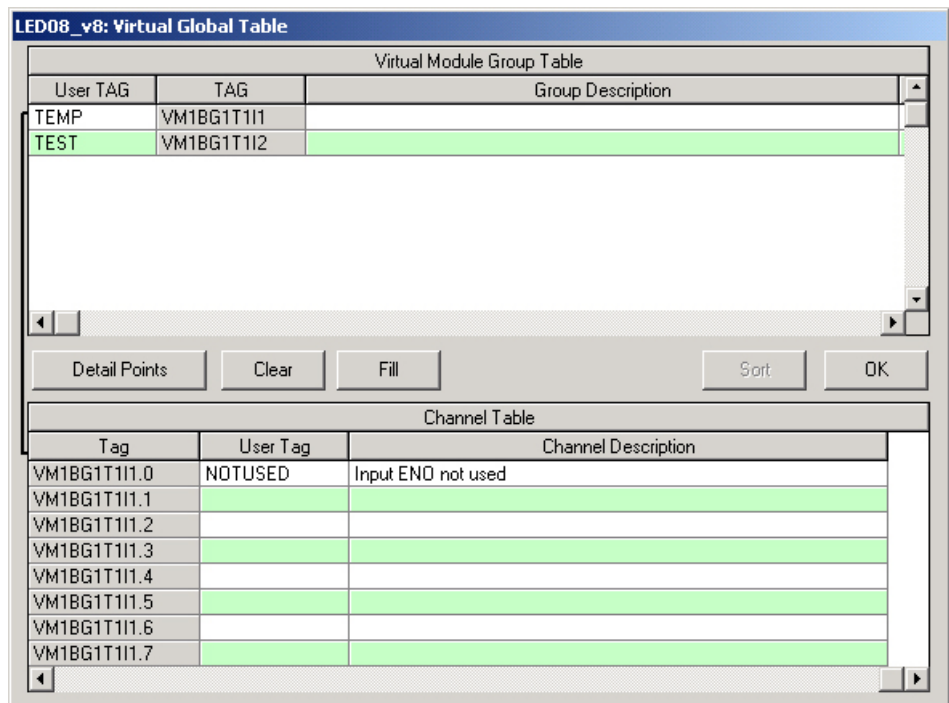 LED08_v8: Virtual Global Table
Virtual Module Group Table
User TAG TAG Group Description
TEMP VM1BG1T1I1
TEST VM1BG1T1I2
Detail Points Clear Fill Sort OK
Channel Table
Tag User Tag Channel Description
VM1BG1T1I1.0 NOTUSED Input ENO not used
VM1BG1T1I1.1
VM1BG1T1I1.2
VM1BG1T1I1.3
VM1BG1T1I1.4
VM1BG1T1I1.5
VM1BG1T1I1.6
VM1BG1T1I1.7